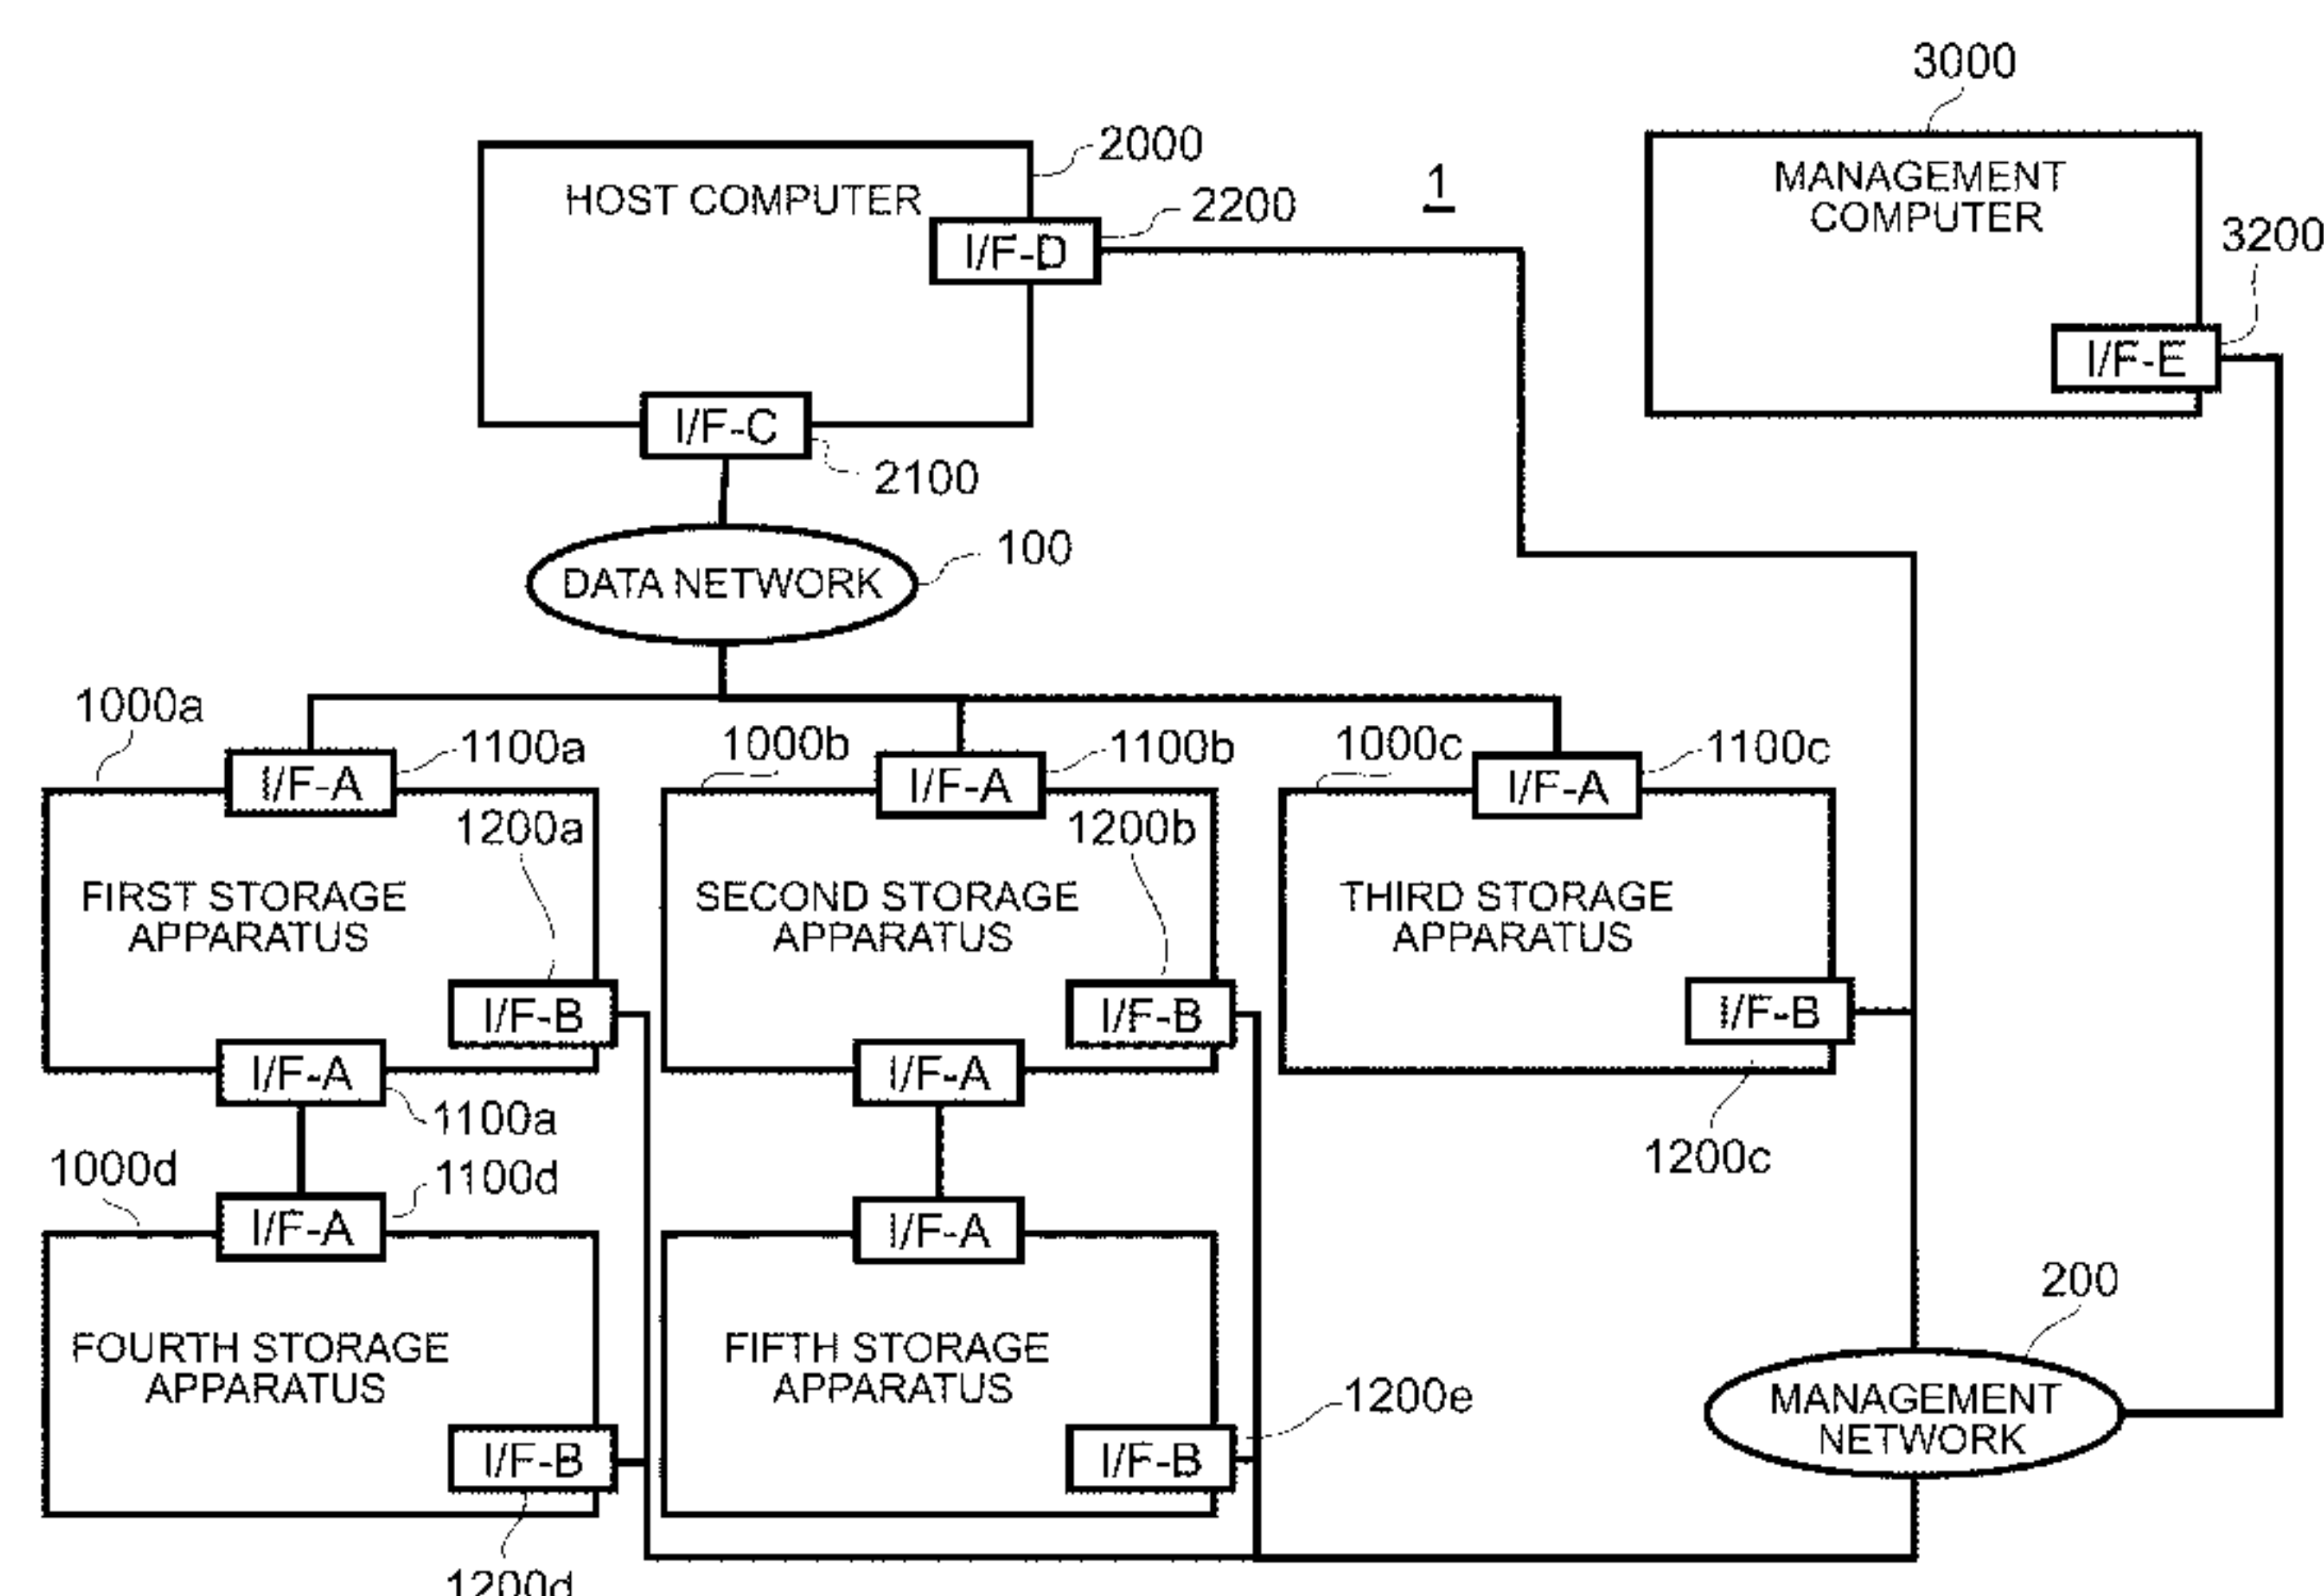 3000
2000
HOST COMPUTER
MANAGEMENT
COMPUTER
1
2200
I/F-D
3200
I/F-E
I/F-C
2100
100
DATA NETWORK
1000a
1100a
1000b
1100b
1000c
1100c
I/F-A
I/F-A
I/F-A
1200a
1200b
FIRST STORAGE
APPARATUS
SECOND STORAGE
APPARATUS
THIRD STORAGE
APPARATUS
I/F-B
I/F-B
I/F-B
I/F-A
I/F-A
1100a
1200c
1000d
1100d
I/F-A
I/F-A
200
FOURTH STORAGE
APPARATUS
FIFTH STORAGE
APPARATUS
1200e
MANAGEMENT
NETWORK
I/F-B
I/F-B
1200d